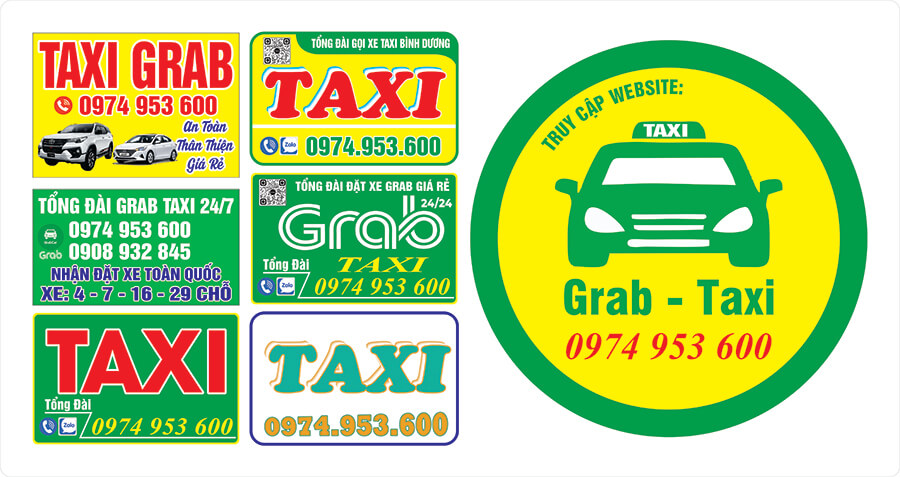 TAXI GRAB
0974 953 600
An Toàn
Thân Thiện
Giá Rẻ
TỔNG ĐÀI GỌI XE TAXI BÌNH DƯƠNG
TAXI
Zalo
0974.953.600
TỔNG ĐÀI GRAB TAXI 24/7
0974 953 600
Grab
0908 932 845
NHẬN ĐẶT XE TOÀN QUỐC
XE: 4 - 7 - 16 - 29 CHỖ
TỔNG ĐÀI ĐẶT XE GRAB GIÁ RẺ
24/24
Grab
Tổng Đài
TAXI
Zalo
0974 953 600
TAXI
Tổng Đài
Zalo
0974 953 600
TAXI
0974.953.600
TRUY CẬP WEBSITE:
TAXI
Grab - Taxi
0974 953 600